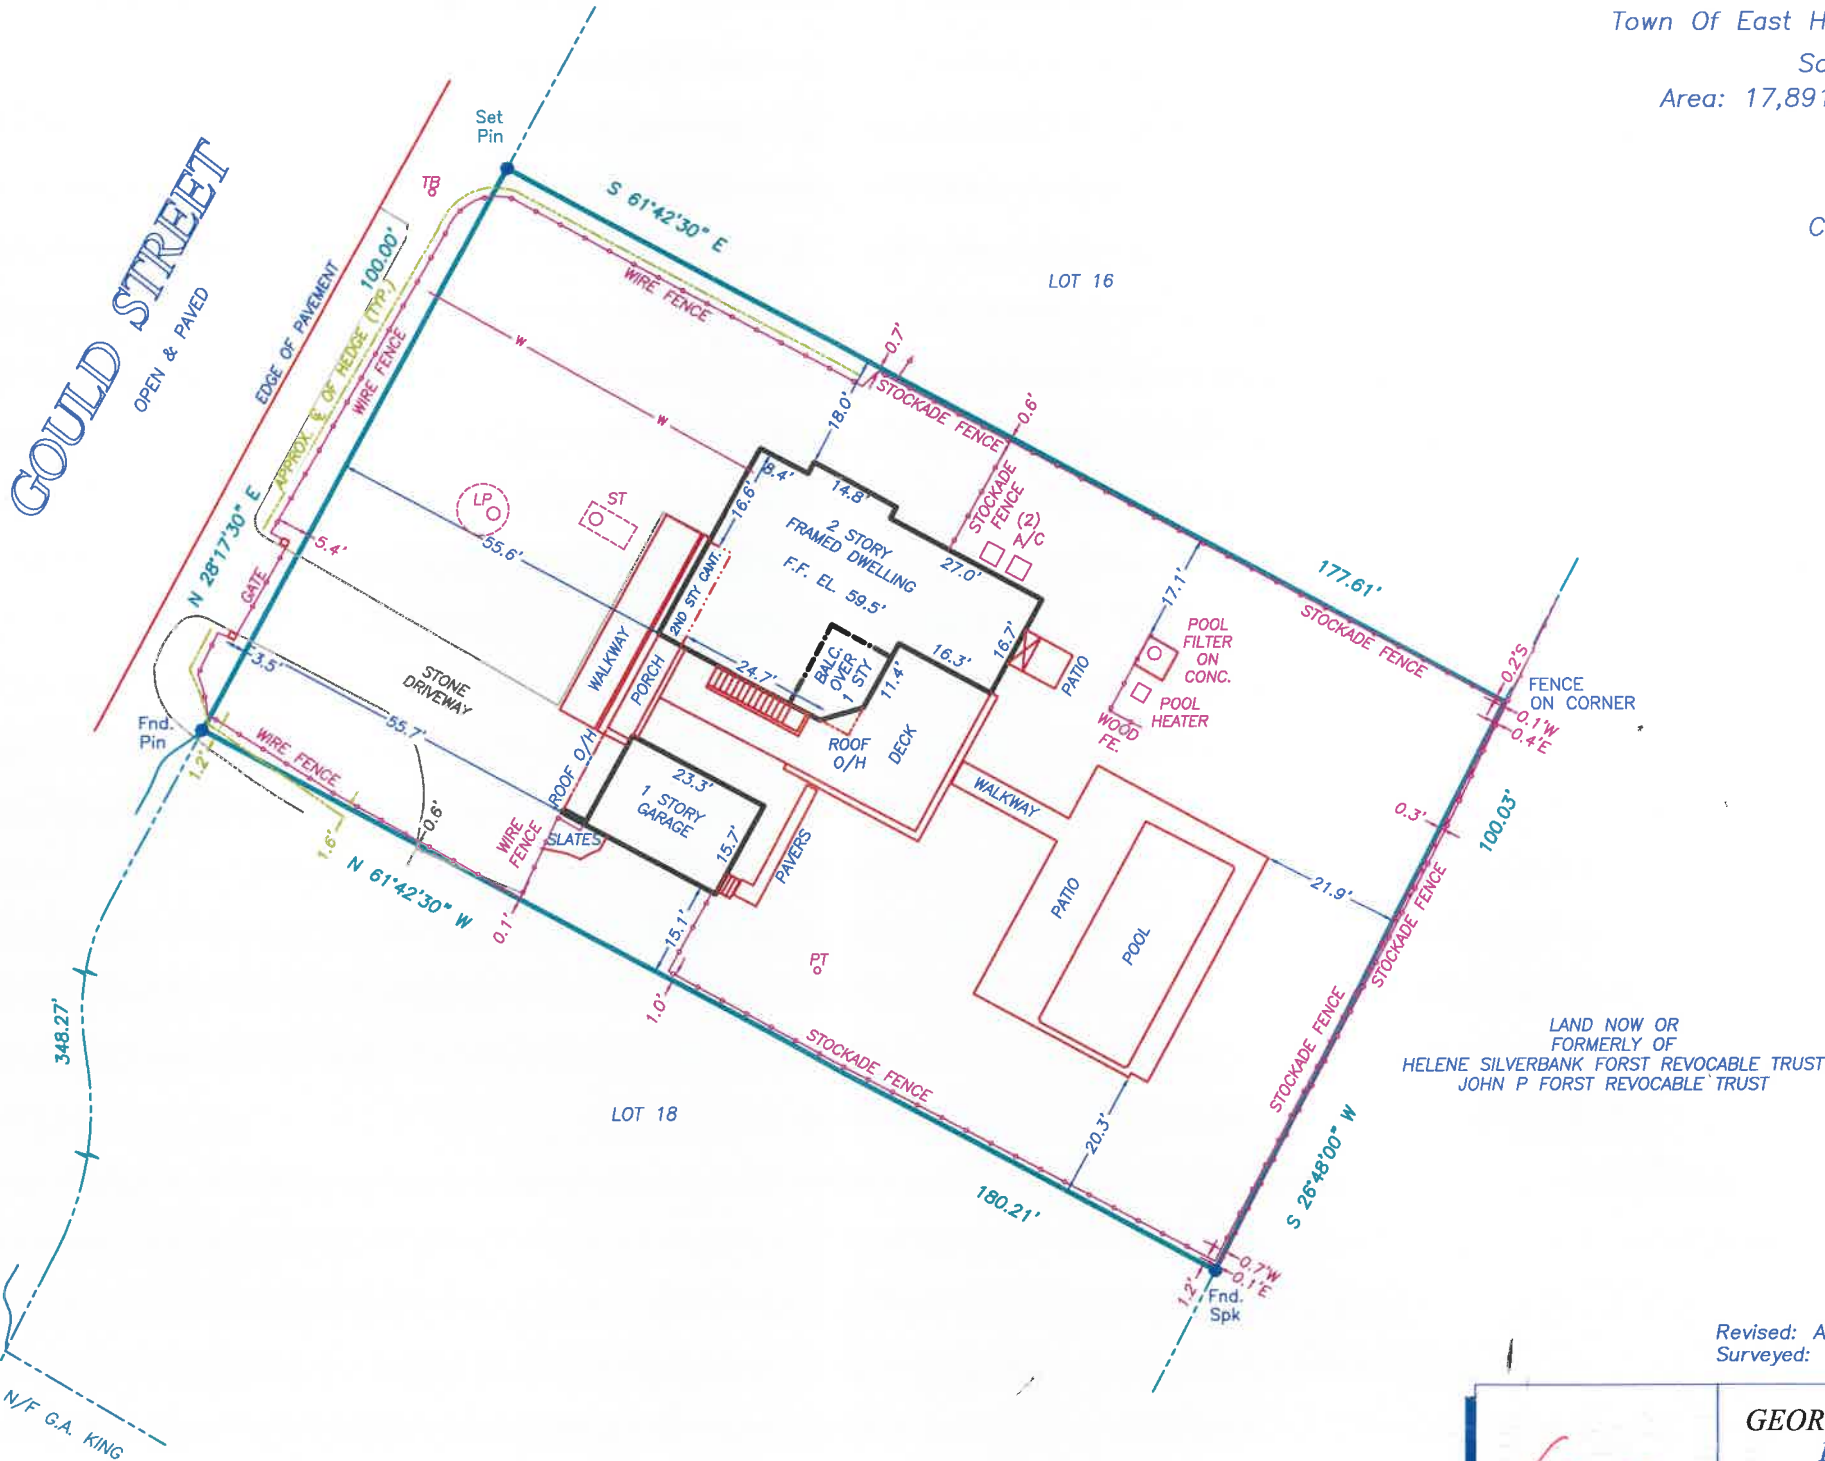 Town Of East H
Sc
Area: 17,891
C
GOULD STREET
OPEN & PAVED
EDGE OF PAVEMENT
Set
Pin
TB
100.00'
APPROX. ℄ OF HEDGE (TYP.)
WIRE FENCE
N 28°17'30" E
S 61°42'30" E
WIRE FENCE
LOT 16
0.7'
STOCKADE FENCE
0.6'
18.0'
W
W
8.4'
16.6'
14.8'
2 STORY
FRAMED DWELLING
F.F. EL. 59.5'
27.0'
STOCKADE
FENCE
(2)
A/C
LP
ST
55.6'
5.4'
GATE
3.5'
STONE
DRIVEWAY
55.7'
WALKWAY
PORCH
2ND STY CANT.
24.7'
BALC.
OVER
1 STY
11.4'
16.3'
16.7'
PATIO
17.1'
POOL
FILTER
ON
CONC.
POOL
HEATER
WOOD
FE.
177.61'
STOCKADE FENCE
0.2'S
FENCE
ON CORNER
0.1'W
0.4'E
0.3'
100.03'
Fnd.
Pin
1.2'
WIRE FENCE
1.6'
0.6'
N 61°42'30" W
ROOF O/H
WIRE
FENCE
SLATES
0.1'
23.3'
1 STORY
GARAGE
15.7'
15.1'
PAVERS
ROOF
O/H
DECK
WALKWAY
PATIO
POOL
21.9'
STOCKADE FENCE
STOCKADE FENCE
PT
1.0'
STOCKADE FENCE
LOT 18
20.3'
180.21'
S 26°48'00" W
LAND NOW OR
FORMERLY OF
HELENE SILVERBANK FORST REVOCABLE TRUST
JOHN P FORST REVOCABLE TRUST
0.7'W
0.1'E
1.2'
Fnd.
Spk
348.27'
N/F G.A. KING
Revised: A
Surveyed:
GEOR